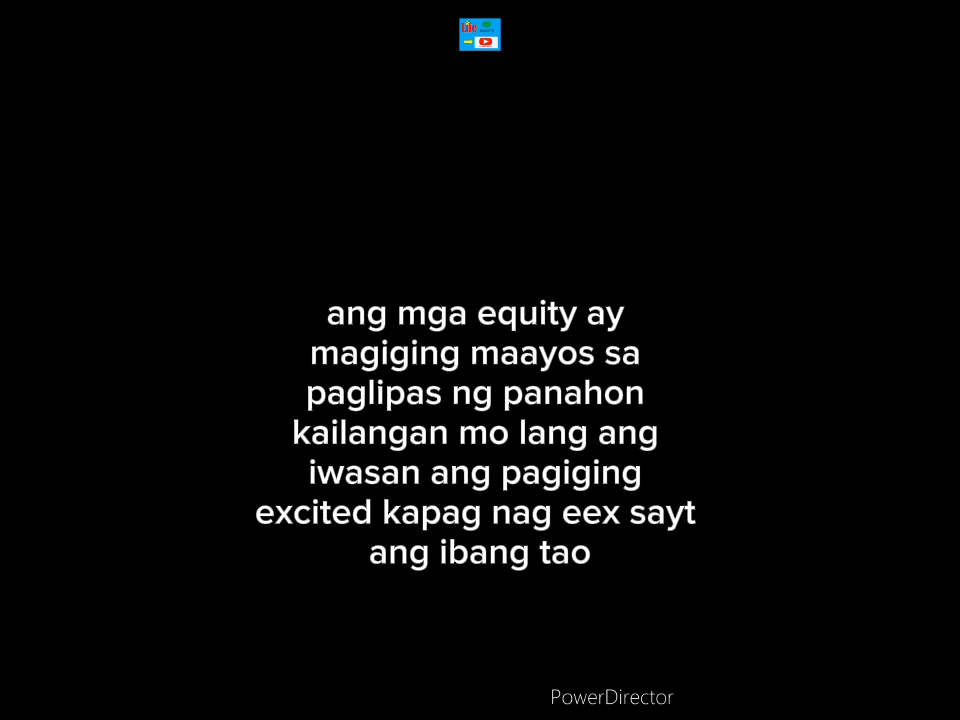 Life
ang mga equity ay
magiging maayos sa
paglipas ng panahon
kailangan mo lang ang
iwasan ang pagiging
excited kapag nag eex sayt
ang ibang tao
PowerDirector